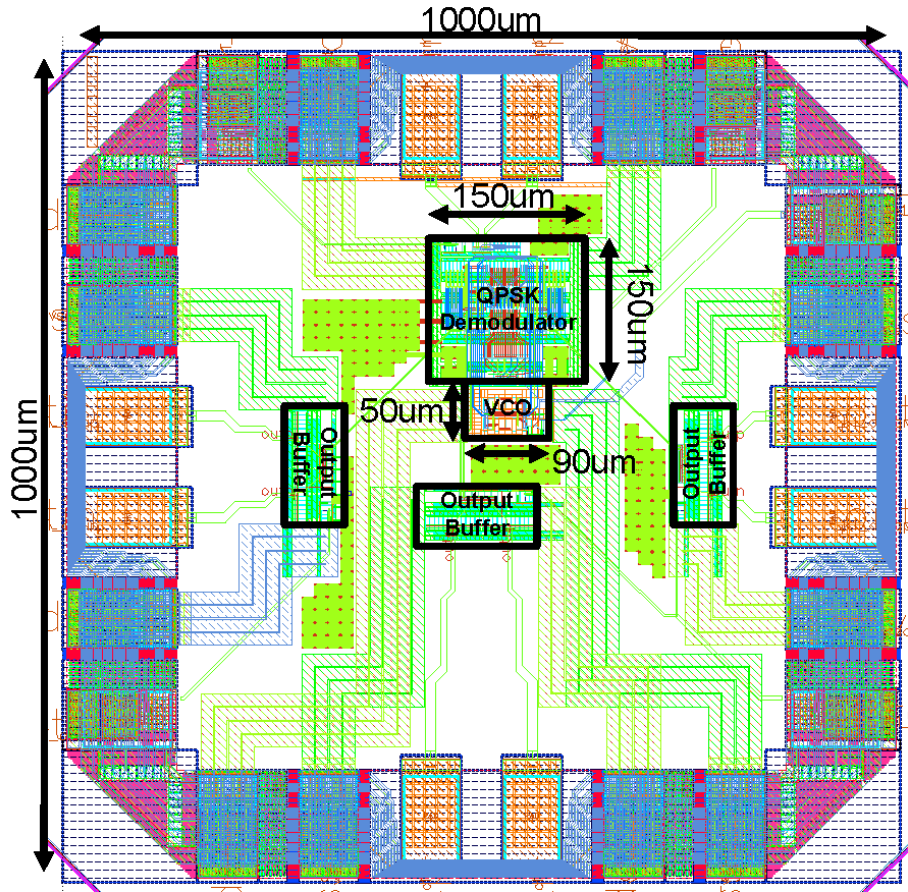 1000um
150um
QPSK
Demodulator
150um
1000um
50um
VCO
90um
Output
Buffer
Output
Buffer
Output
Buffer